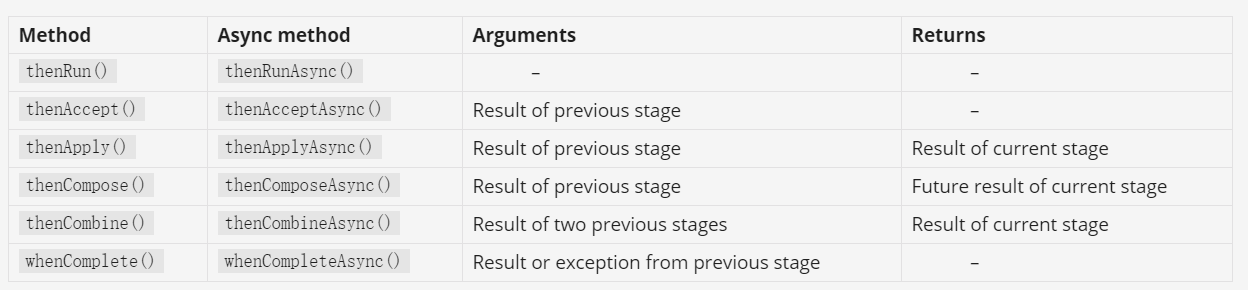 Method Async method Arguments Returns
thenRun() thenRunAsync() – –
thenAccept() thenAcceptAsync() Result of previous stage –
thenApply() thenApplyAsync() Result of previous stage Result of current stage
thenCompose() thenComposeAsync() Result of previous stage Future result of current stage
thenCombine() thenCombineAsync() Result of two previous stages Result of current stage
whenComplete() whenCompleteAsync() Result or exception from previous stage –